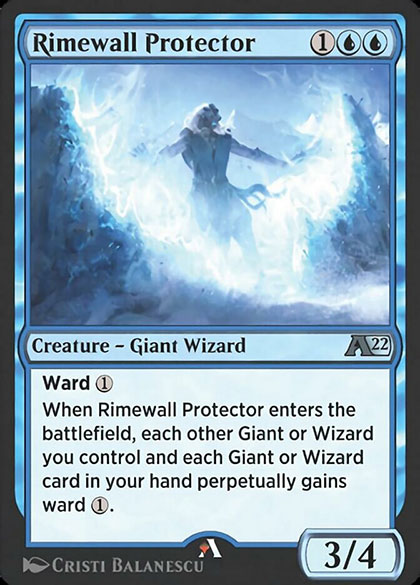 Rimewall Protector 1
Creature – Giant Wizard A22
Ward 1
When Rimewall Protector enters the
battlefield, each other Giant or Wizard
you control and each Giant or Wizard
card in your hand perpetually gains
ward 1.
A
Cristi Balanescu 3/4